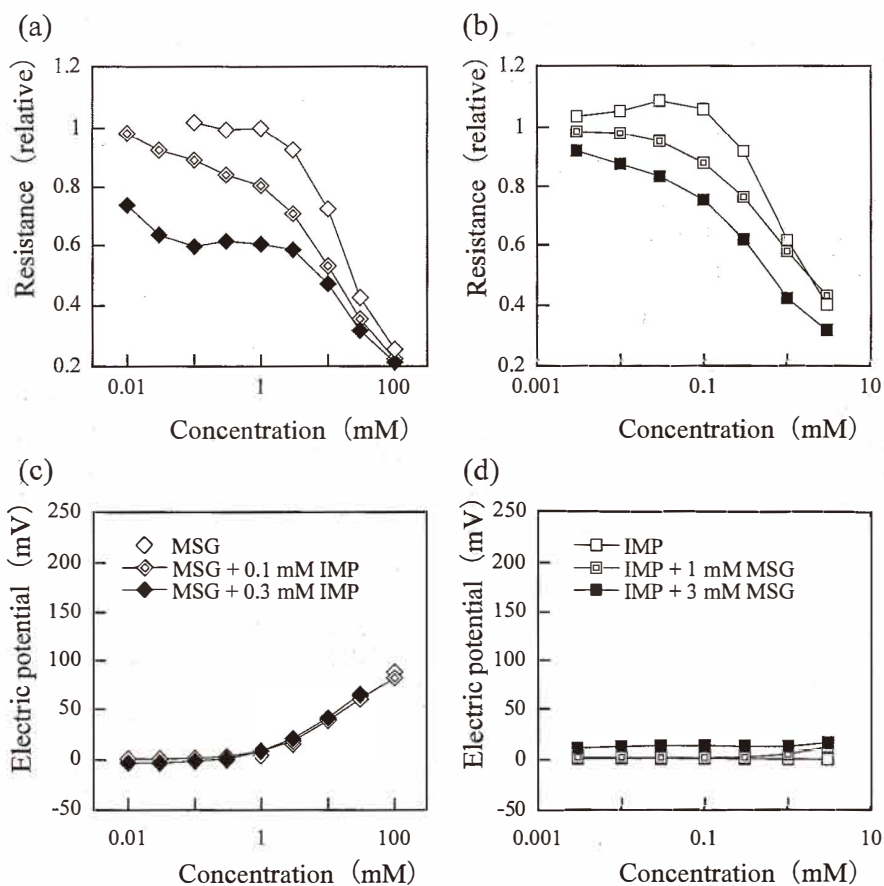 (a)
1.2
1
0.8
0.6
0.4
0.2
Resistance (relative)
0.01
1
100
Concentration (mM)
(b)
1.2
1
0.8
0.6
0.4
0.2
Resistance (relative)
0.001
0.1
10
Concentration (mM)
(c)
250
200
150
100
50
0
-50
Electric potential (mV)
MSG
MSG + 0.1 mM IMP
MSG + 0.3 mM IMP
0.01
1
100
Concentration (mM)
(d)
250
200
150
100
50
0
-50
Electric potential (mV)
IMP
IMP + 1 mM MSG
IMP + 3 mM MSG
0.001
0.1
10
Concentration (mM)